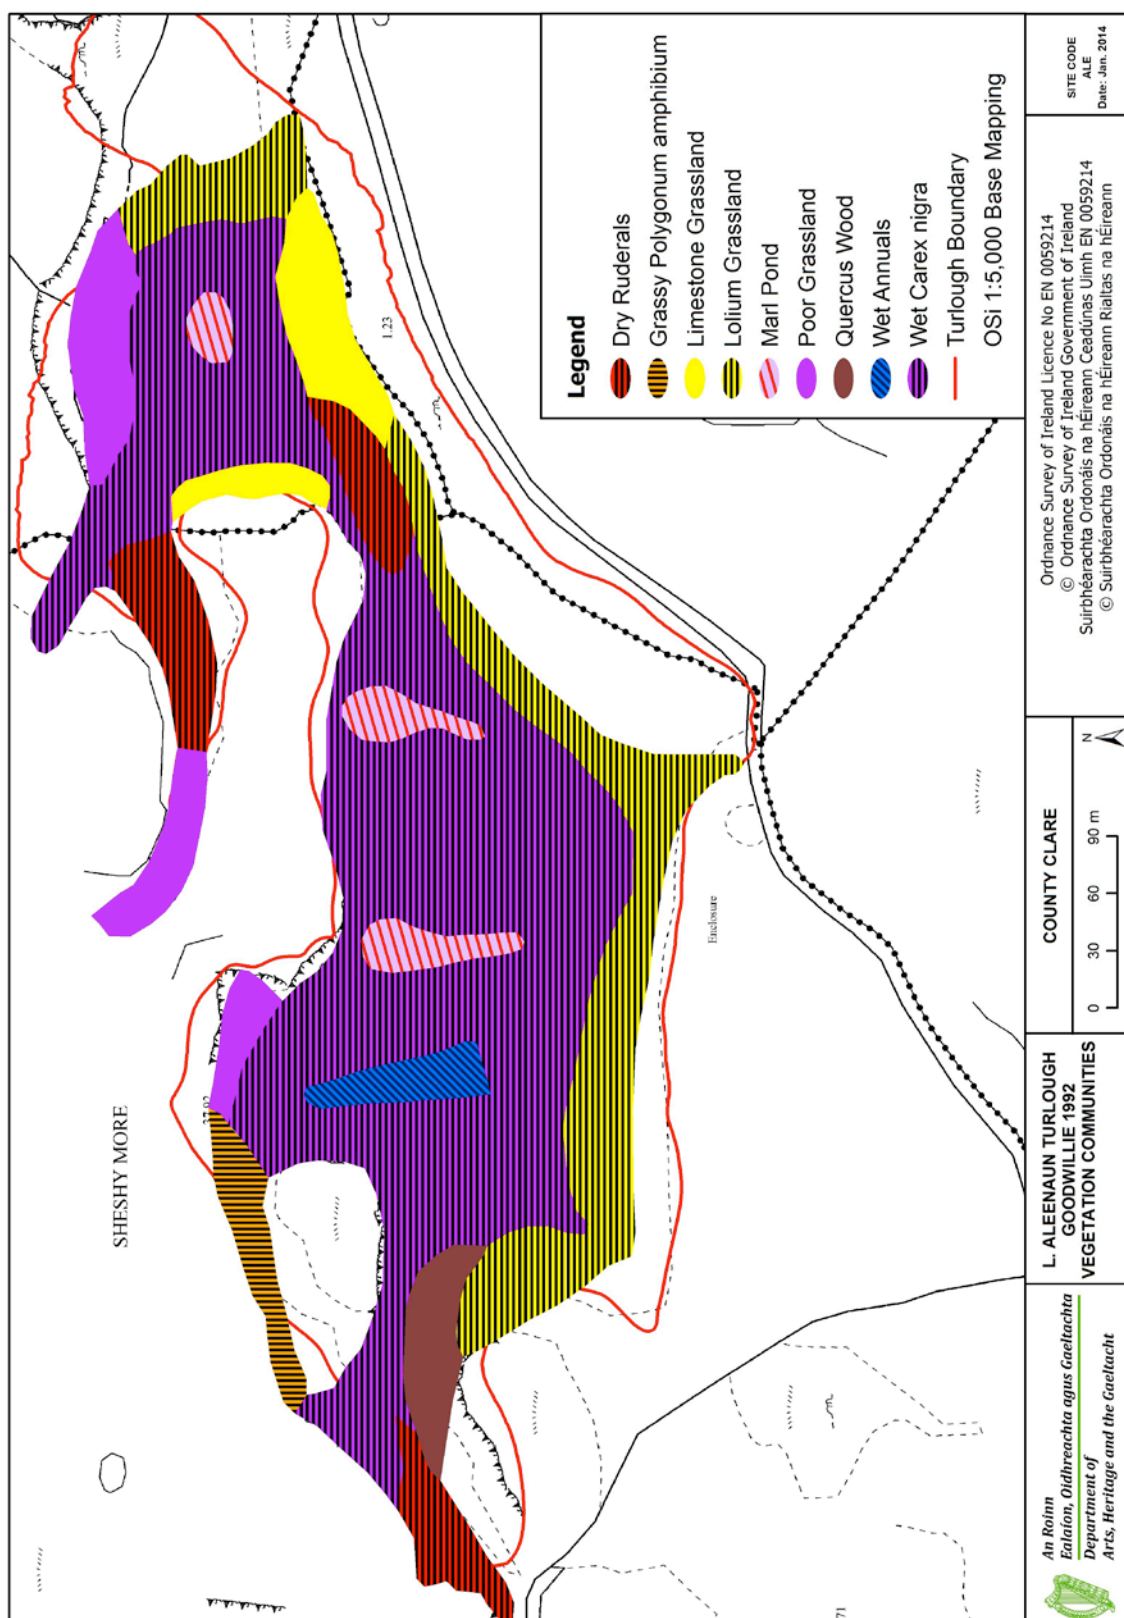 SHESHY MORE
37.92
1.23
Enclosure
71
Legend
Dry Ruderals
Grassy Polygonum amphibium
Limestone Grassland
Lolium Grassland
Marl Pond
Poor Grassland
Quercus Wood
Wet Annuals
Wet Carex nigra
Turlough Boundary
OSi 1:5,000 Base Mapping
An Roinn
Ealaíon, Oidhreachta agus Gaeltachta
Department of
Arts, Heritage and the Gaeltacht
L. ALEENAUN TURLOUGH
GOODWILLIE 1992
VEGETATION COMMUNITIES
COUNTY CLARE
0 30 60 90 m
N
Ordnance Survey of Ireland Licence No EN 0059214
© Ordnance Survey of Ireland Government of Ireland
Suirbhéarachta Ordonáis na hÉireann Ceadúnas Uimh EN 0059214
© Suirbhéarachta Ordonáis na hÉireann Rialtas na hÉireann
SITE CODE
ALE
Date: Jan. 2014